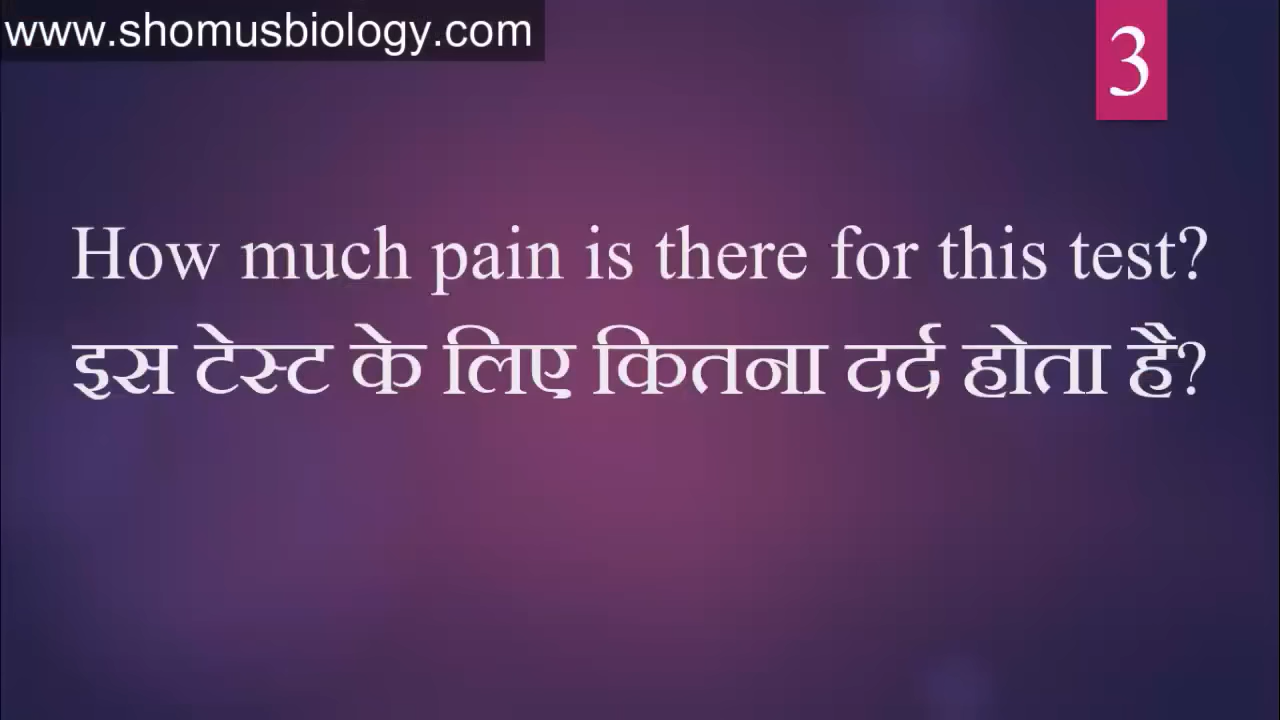 www.shomusbiology.com
3
How much pain is there for this test?
इस टेस्ट के लिए कितना दर्द होता है?